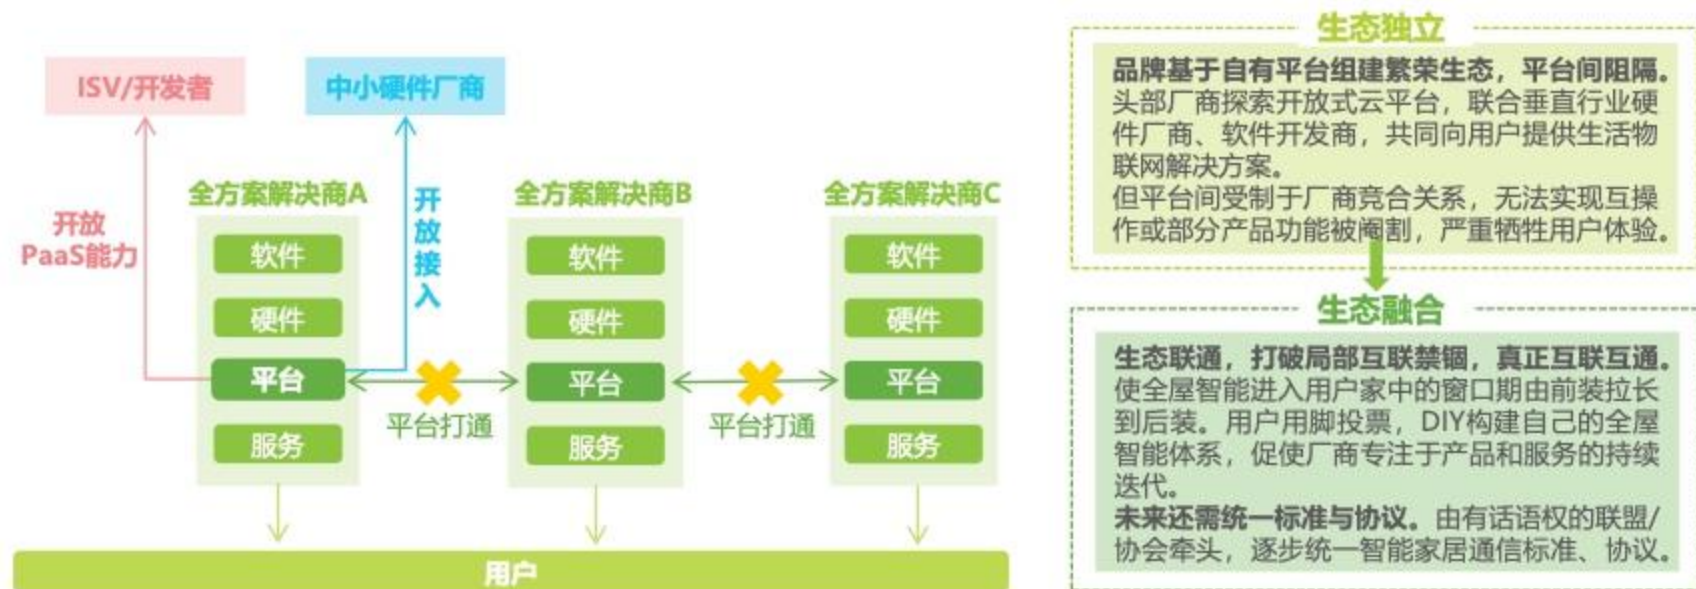 ISV/开发者
中小硬件厂商
开放
PaaS能力
开放接入
全方案解决商A
软件
硬件
平台
服务
平台打通
全方案解决商B
软件
硬件
平台
服务
平台打通
全方案解决商C
软件
硬件
平台
服务
用户
生态独立
品牌基于自有平台组建繁荣生态，平台间阻隔。
头部厂商探索开放式云平台，联合垂直行业硬
件厂商、软件开发商，共同向用户提供生活物
联网解决方案。
但平台间受制于厂商竞合关系，无法实现互操
作或部分产品功能被阉割，严重牺牲用户体验。
生态融合
生态联通，打破局部互联禁锢，真正互联互通。
使全屋智能进入用户家中的窗口期由前装拉长
到后装。用户用脚投票，DIY构建自己的全屋
智能体系，促使厂商专注于产品和服务的持续
迭代。
未来还需统一标准与协议。由有话语权的联盟/
协会牵头，逐步统一智能家居通信标准、协议。